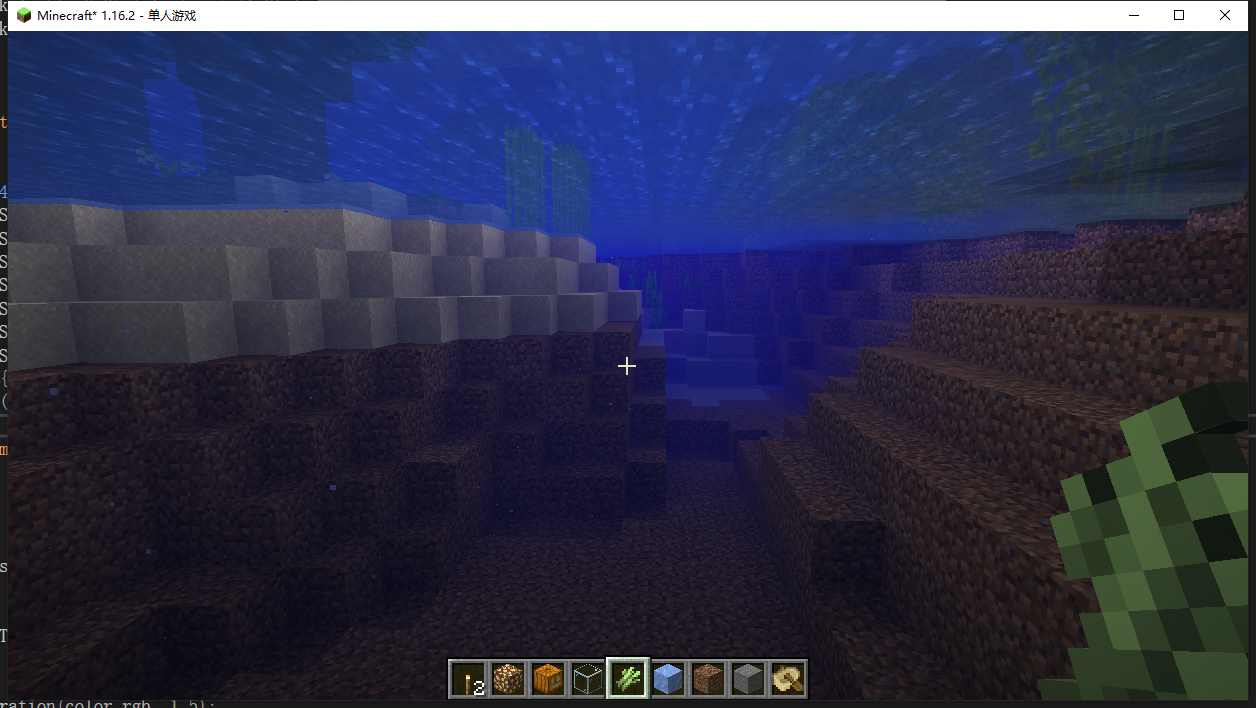 Minecraft* 1.16.2 - 单人游戏
2
ration(color.rgb, 1.5);